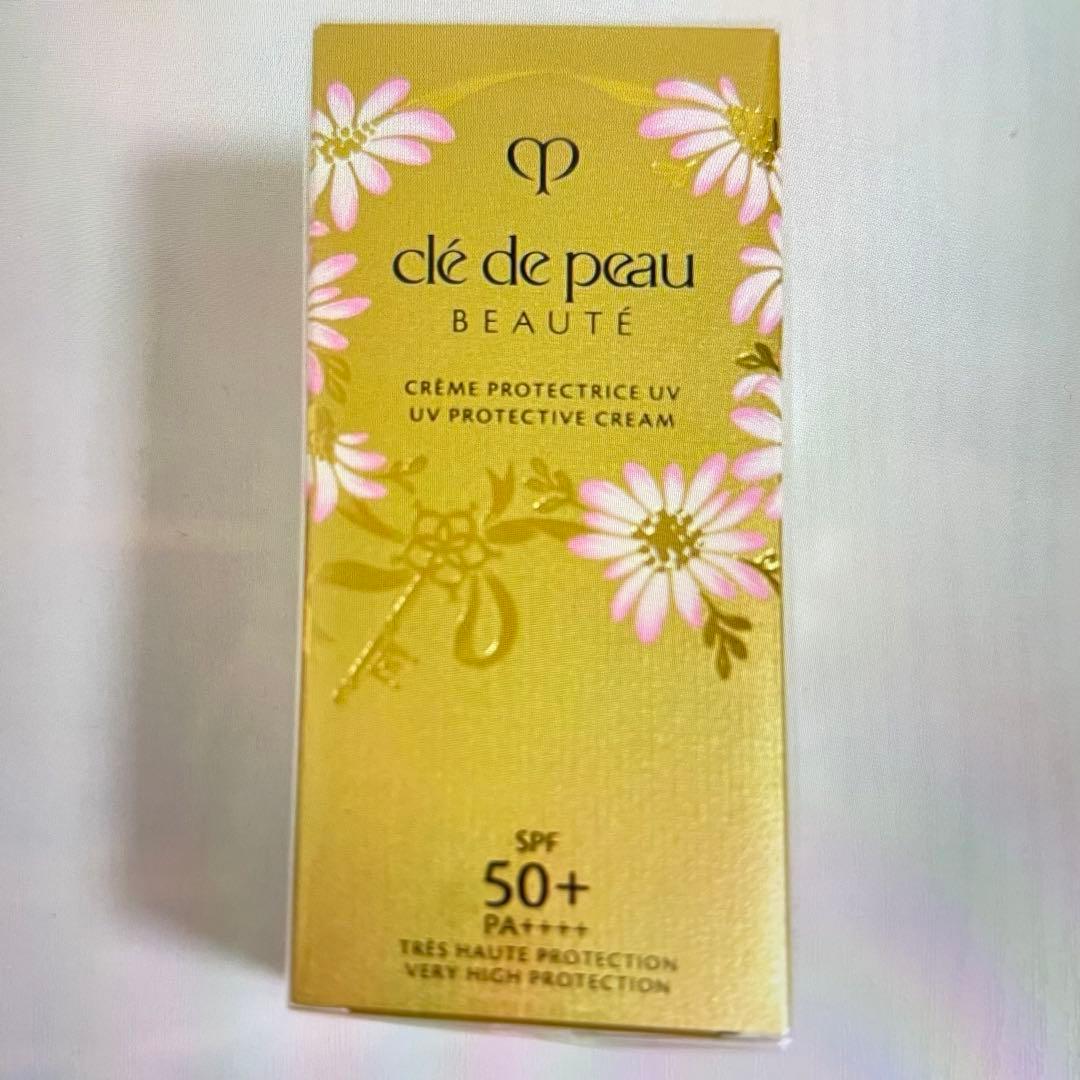 clé de peau
BEAUTÉ
CRÈME PROTECTRICE UV
UV PROTECTIVE CREAM
SPF
50+
PA++++
TRÈS HAUTE PROTECTION
VERY HIGH PROTECTION